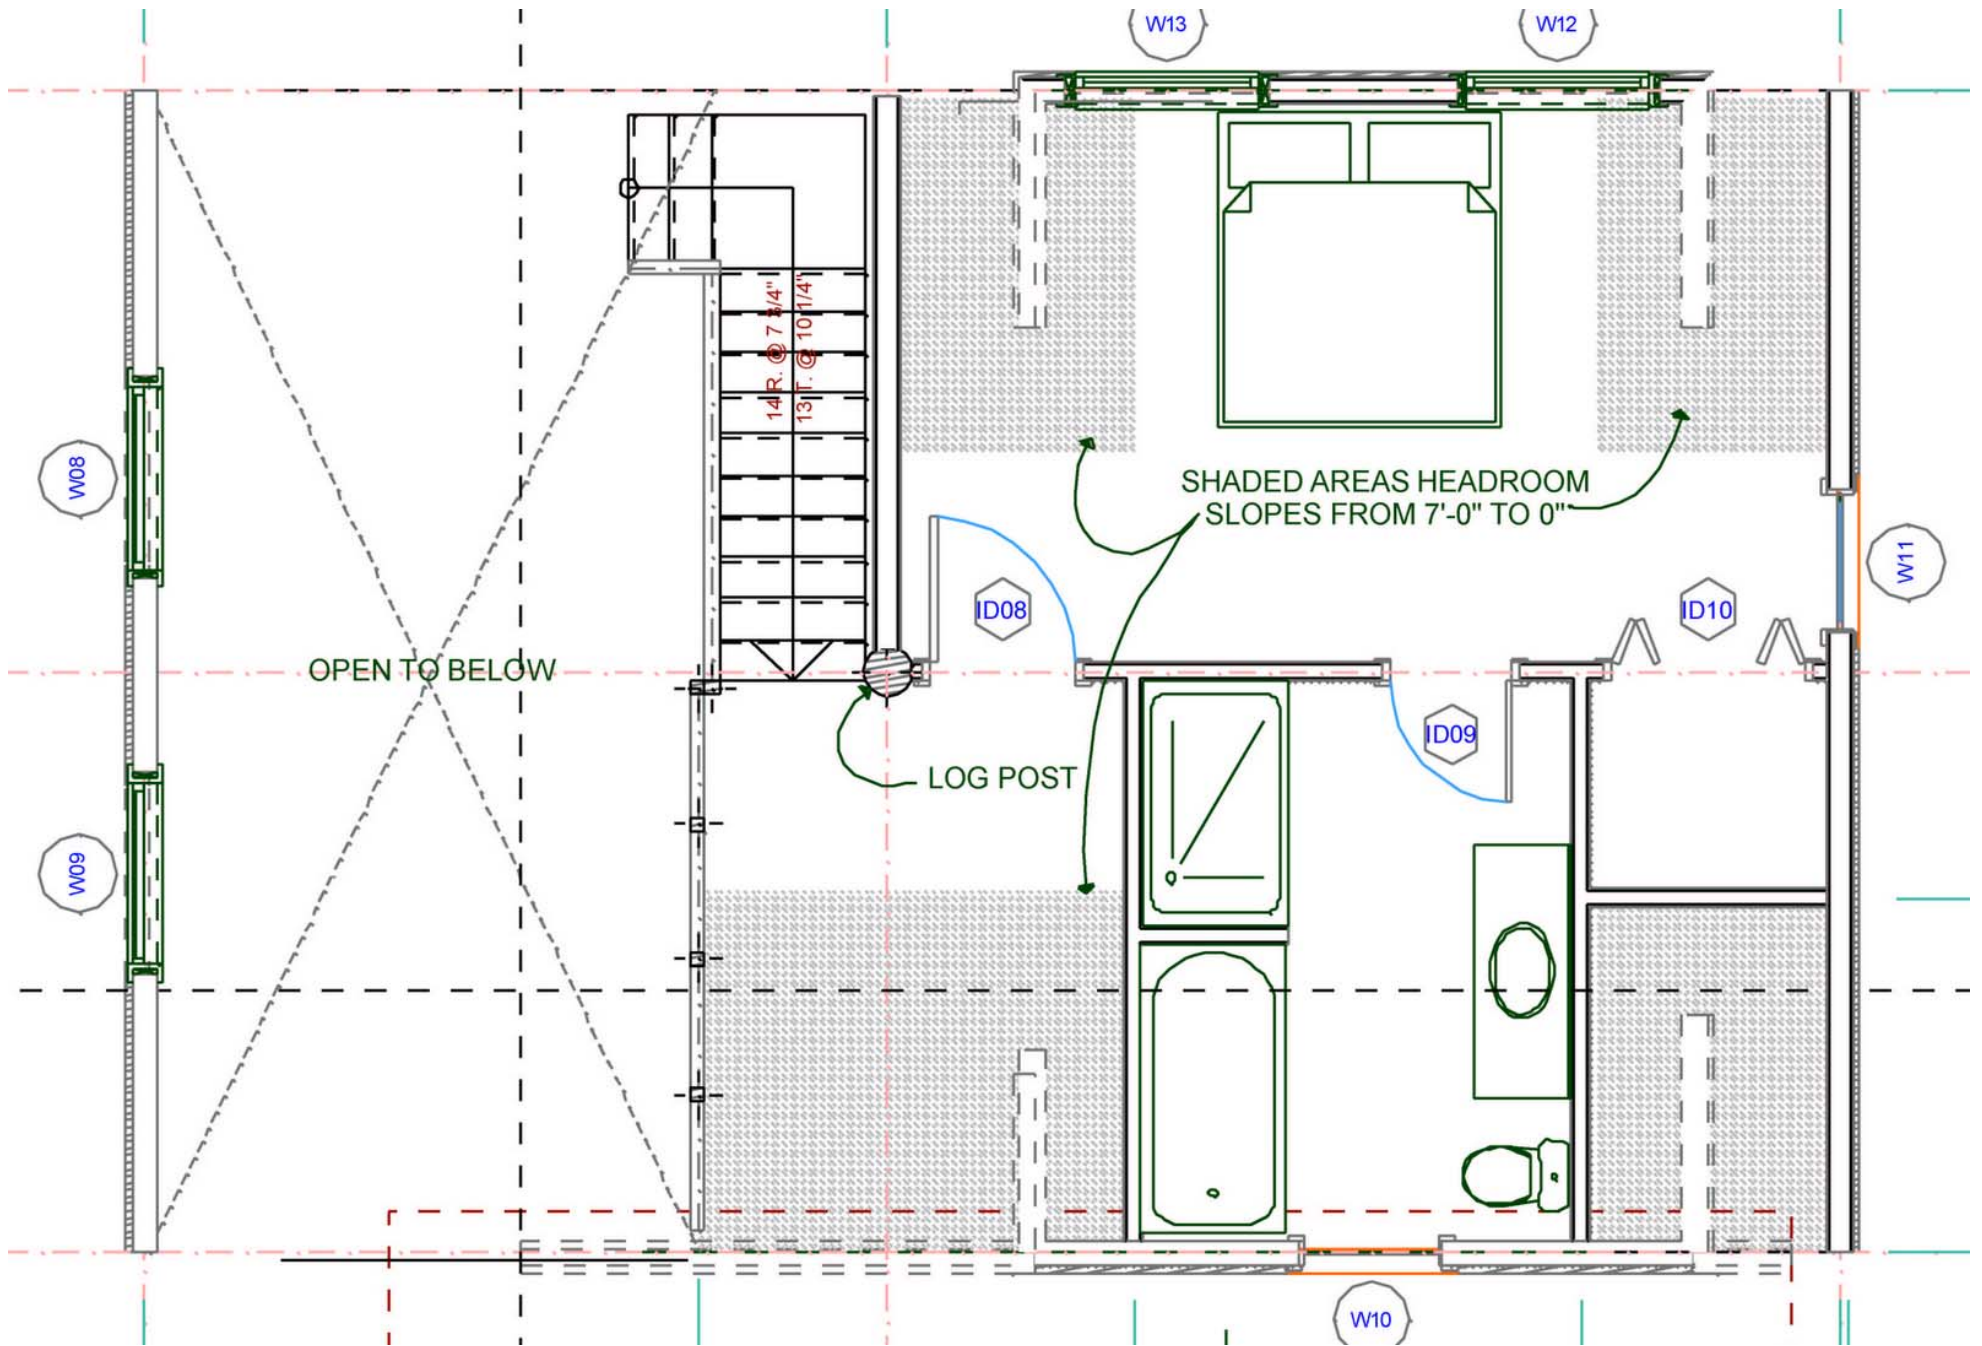 W13
W12
14 R. @ 7 3/4"
13 T. @ 10 1/4"
W08
SHADED AREAS HEADROOM
SLOPES FROM 7'-0" TO 0"
W11
ID08
ID10
OPEN TO BELOW
ID09
LOG POST
W09
W10